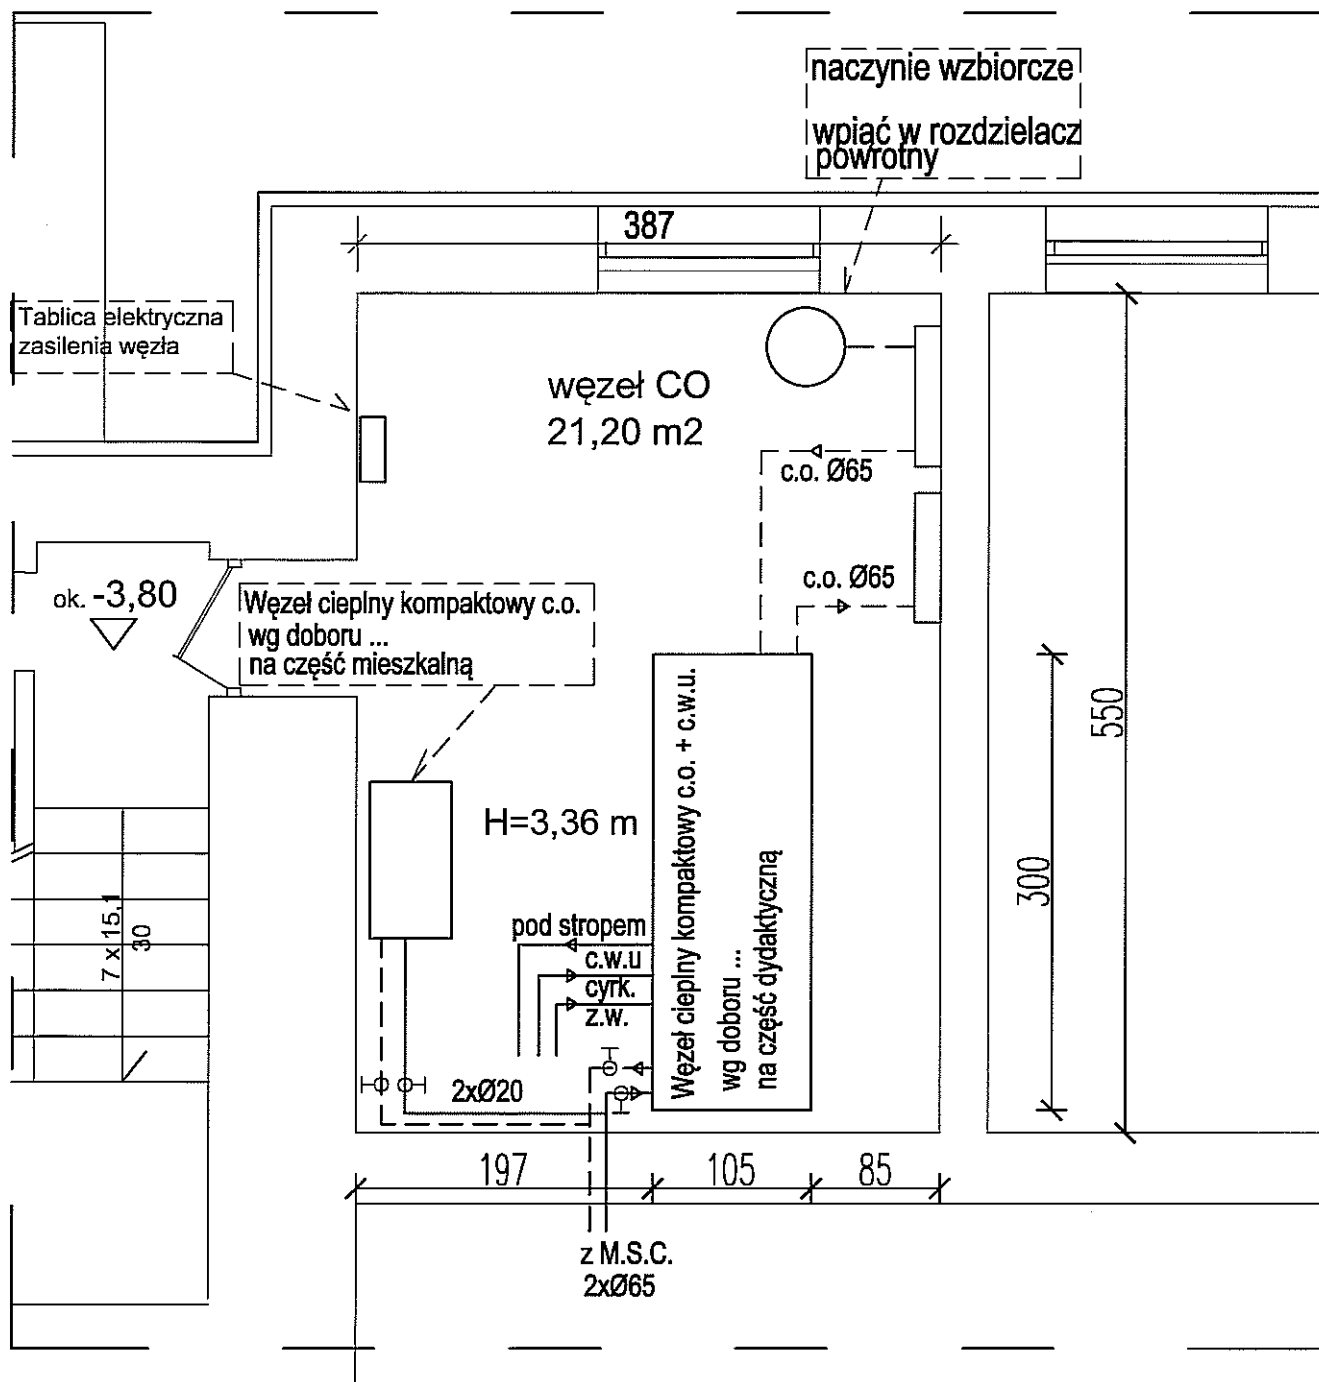 naczynie wzbiorcze
wpiąć w rozdzielacz
powrotny
387
Tablica elektryczna
zasilenia węzła
węzeł CO
21,20 m2
c.o. Ø65
c.o. Ø65
ok. -3,80
Węzeł cieplny kompaktowy c.o.
wg doboru ...
na część mieszkalną
H=3,36 m
Węzeł cieplny kompaktowy c.o. + c.w.u.
wg doboru ...
na część dydaktyczną
550
300
7 x 15,1
30
pod stropem
c.w.u
cyrk.
z.w.
2xØ20
197
105
85
z M.S.C.
2xØ65